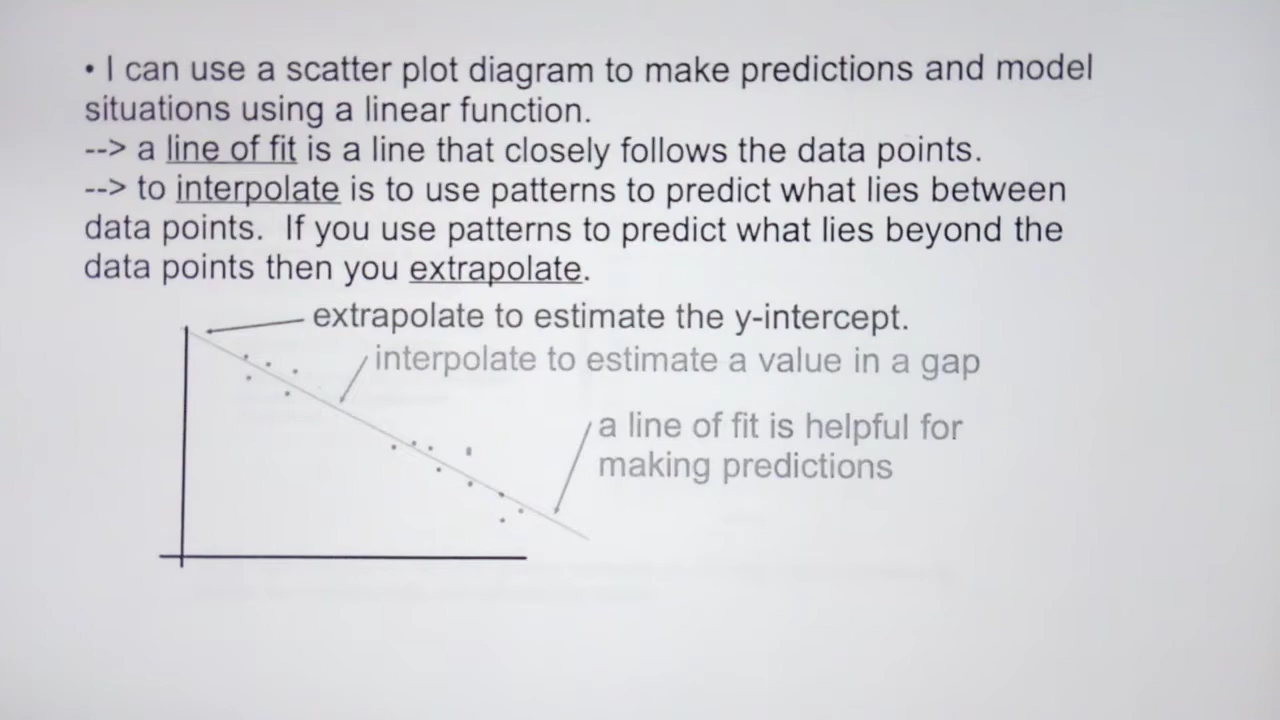 • I can use a scatter plot diagram to make predictions and model
situations using a linear function.
--> a line of fit is a line that closely follows the data points.
--> to interpolate is to use patterns to predict what lies between
data points.  If you use patterns to predict what lies beyond the
data points then you extrapolate.
extrapolate to estimate the y-intercept.
interpolate to estimate a value in a gap
a line of fit is helpful for
making predictions